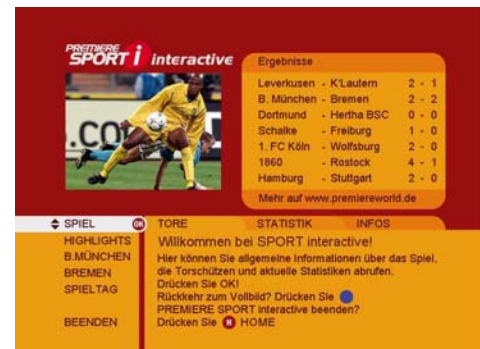 PREMIERE
SPORT i interactive
Ergebnisse
Leverkusen - K'Lautern 2 - 1
B. München - Bremen 2 - 2
Dortmund - Hertha BSC 0 - 0
Schalke - Freiburg 1 - 0
1. FC Köln - Wolfsburg 2 - 0
1860 - Rostock 4 - 1
Hamburg - Stuttgart 2 - 0
Mehr auf www.premiereworld.de
.co
SPIEL OK TORE STATISTIK INFOS
HIGHLIGHTS
B.MÜNCHEN
BREMEN
SPIELTAG
BEENDEN
Willkommen bei SPORT interactive!
Hier können Sie allgemeine Informationen über das Spiel,
die Torschützen und aktuelle Statistiken abrufen.
Drücken Sie OK!
Rückkehr zum Vollbild? Drücken Sie
PREMIERE SPORT interactive beenden?
Drücken Sie H HOME